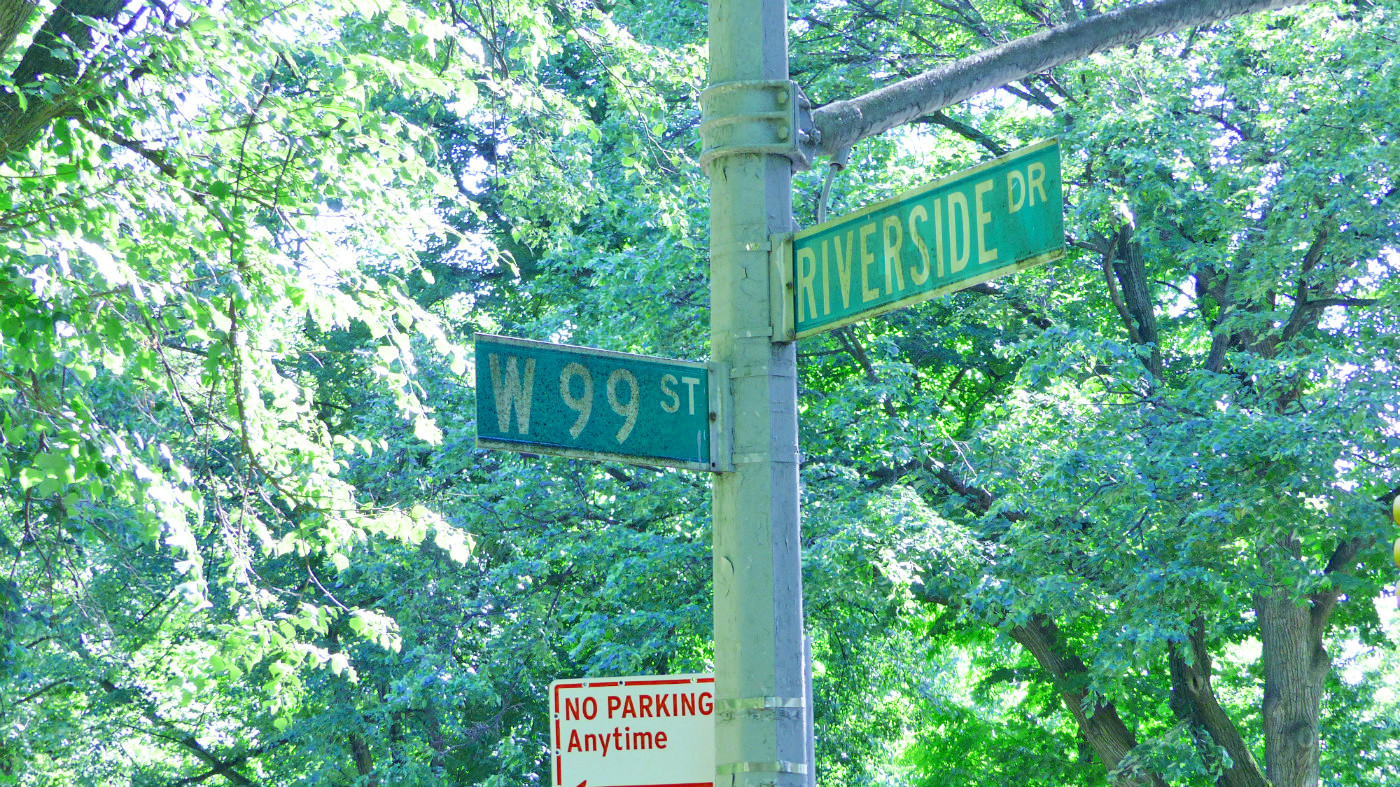 RIVERSIDE DR
W 99 ST
NO PARKING
Anytime